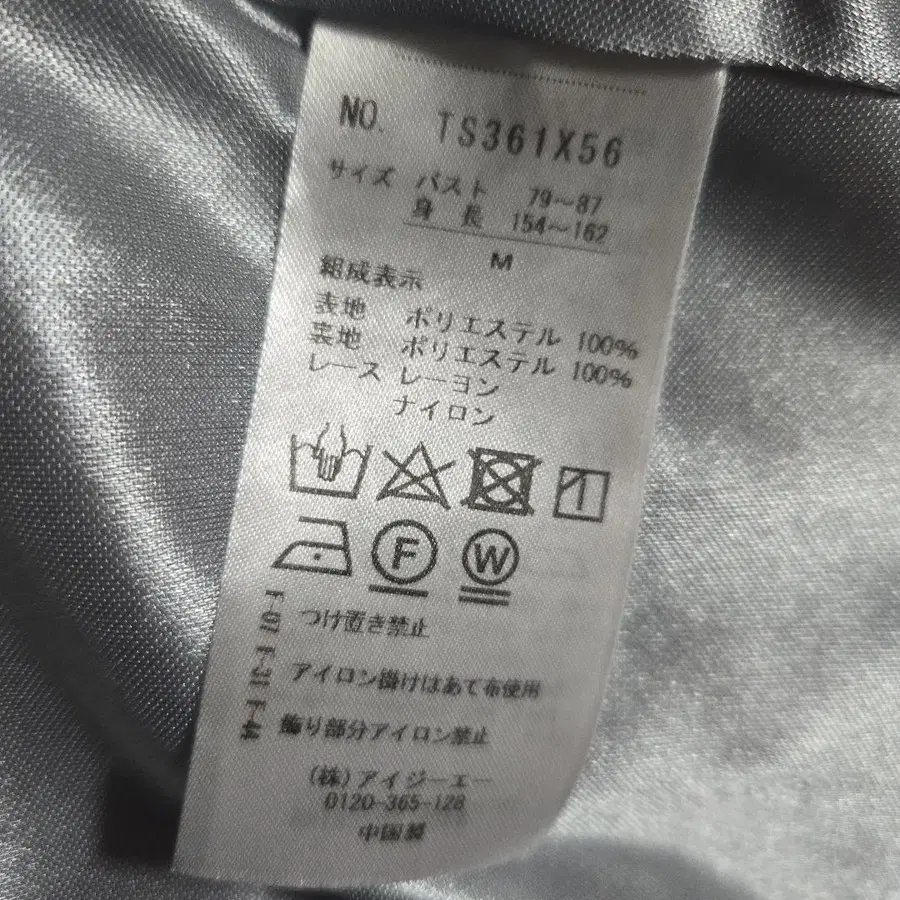 NO. TS361X56
サイズ バスト 79～87
身長 154～162
M
組成表示
表地 ポリエステル 100%
裏地 ポリエステル 100%
レース レーヨン
ナイロン
F W
つけ置き禁止
アイロン掛けはあて布使用
飾り部分アイロン禁止
(株)アイジーエー
0120-365-128
中国製